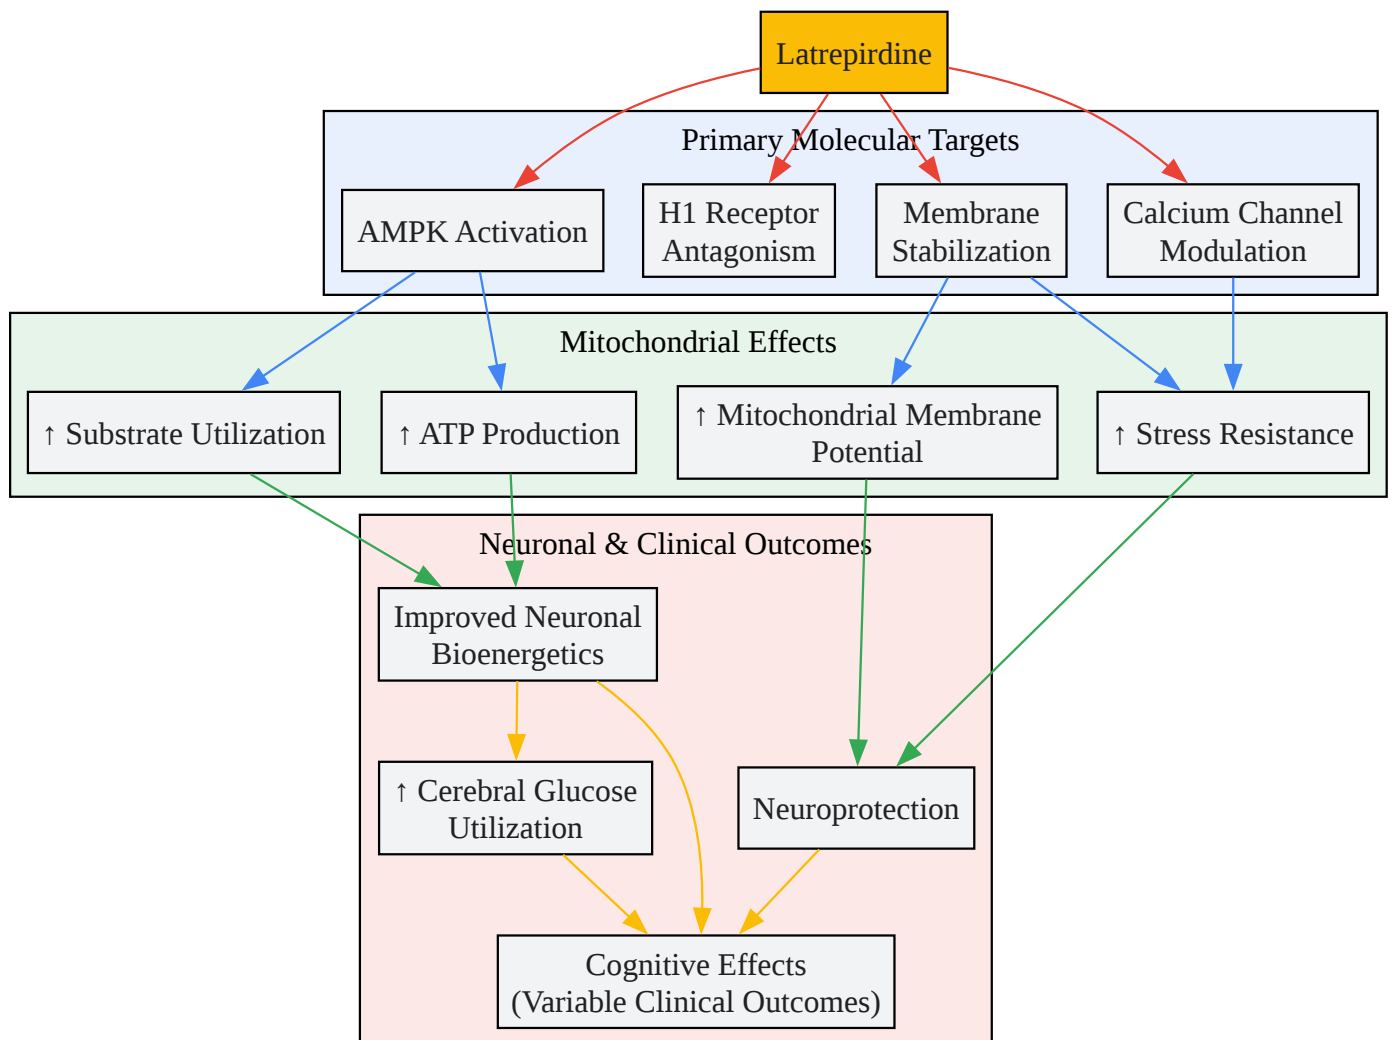 Latrepirdine
Primary Molecular Targets
AMPK Activation
H1 Receptor
Antagonism
Membrane
Stabilization
Calcium Channel
Modulation
Mitochondrial Effects
↑ Substrate Utilization
↑ ATP Production
↑ Mitochondrial Membrane
Potential
↑ Stress Resistance
Neuronal & Clinical Outcomes
Improved Neuronal
Bioenergetics
↑ Cerebral Glucose
Utilization
Neuroprotection
Cognitive Effects
(Variable Clinical Outcomes)